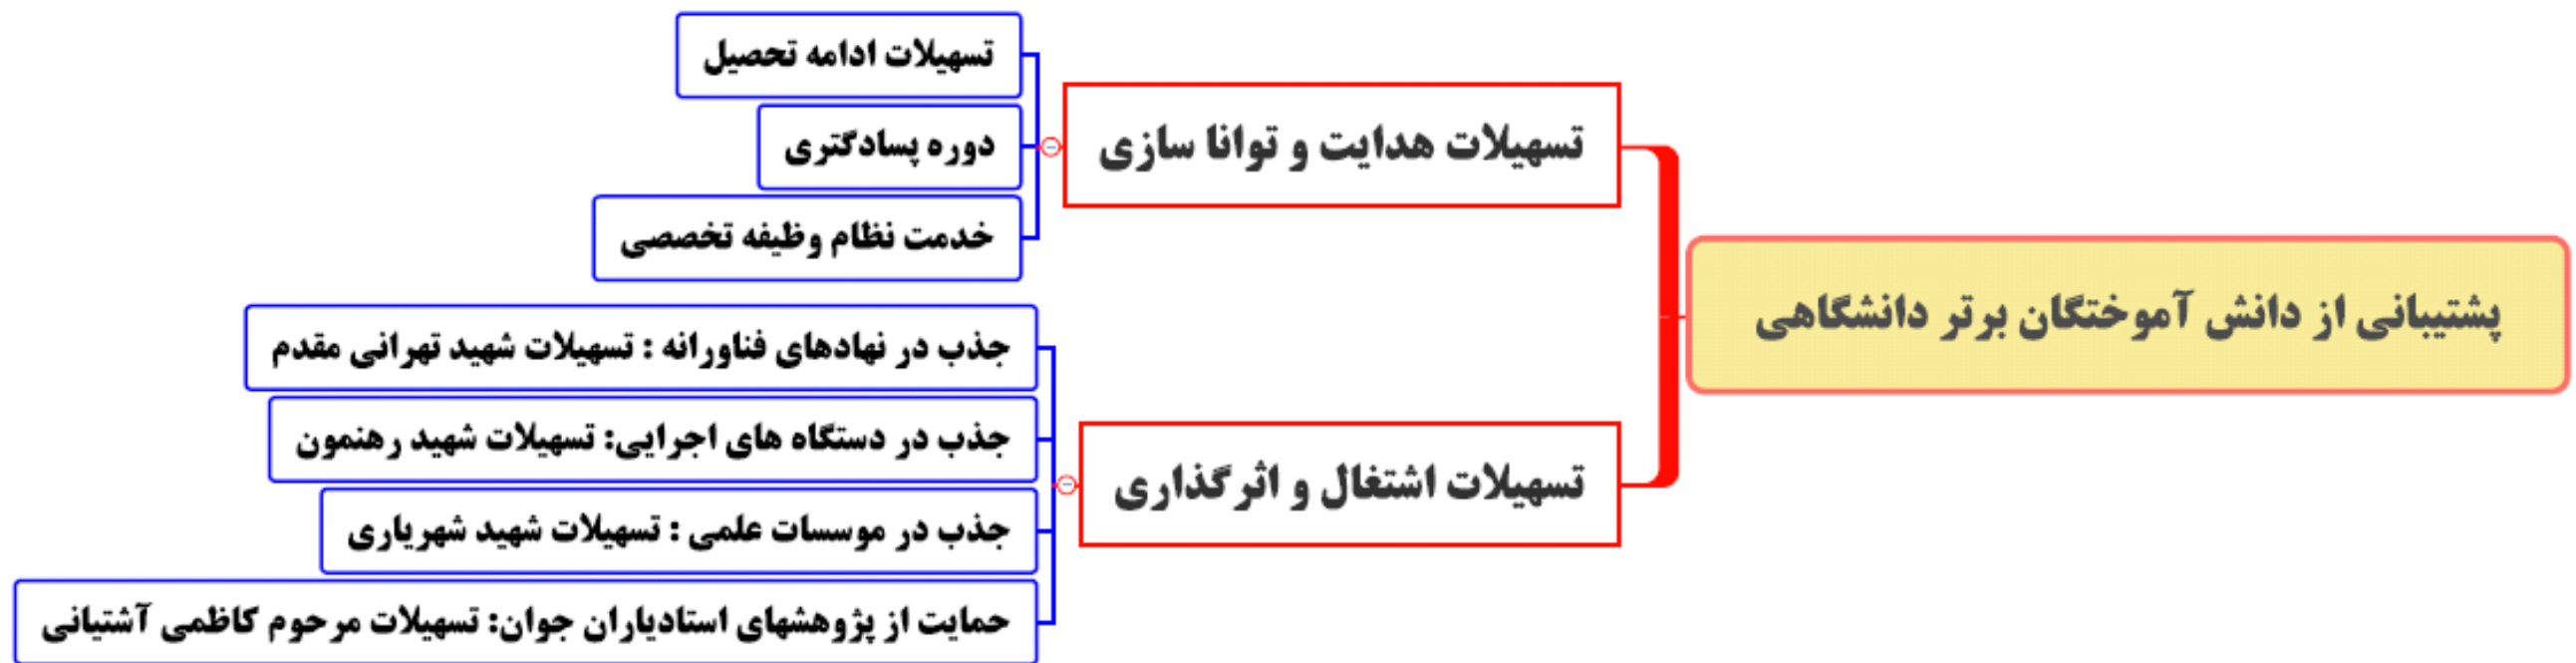 پشتیبانی از دانش آموختگان برتر دانشگاهی
تسهیلات هدایت و توانا سازی
تسهیلات ادامه تحصیل
دوره پسادگتری
خدمت نظام وظیفه تخصصی
تسهیلات اشتغال و اثرگذاری
جذب در نهادهای فناورانه : تسهیلات شهید تهرانی مقدم
جذب در دستگاه های اجرایی: تسهیلات شهید رهنمون
جذب در موسسات علمی : تسهیلات شهید شهریاری
حمایت از پژوهشهای استادیاران جوان: تسهیلات مرحوم کاظمی آشتیانی